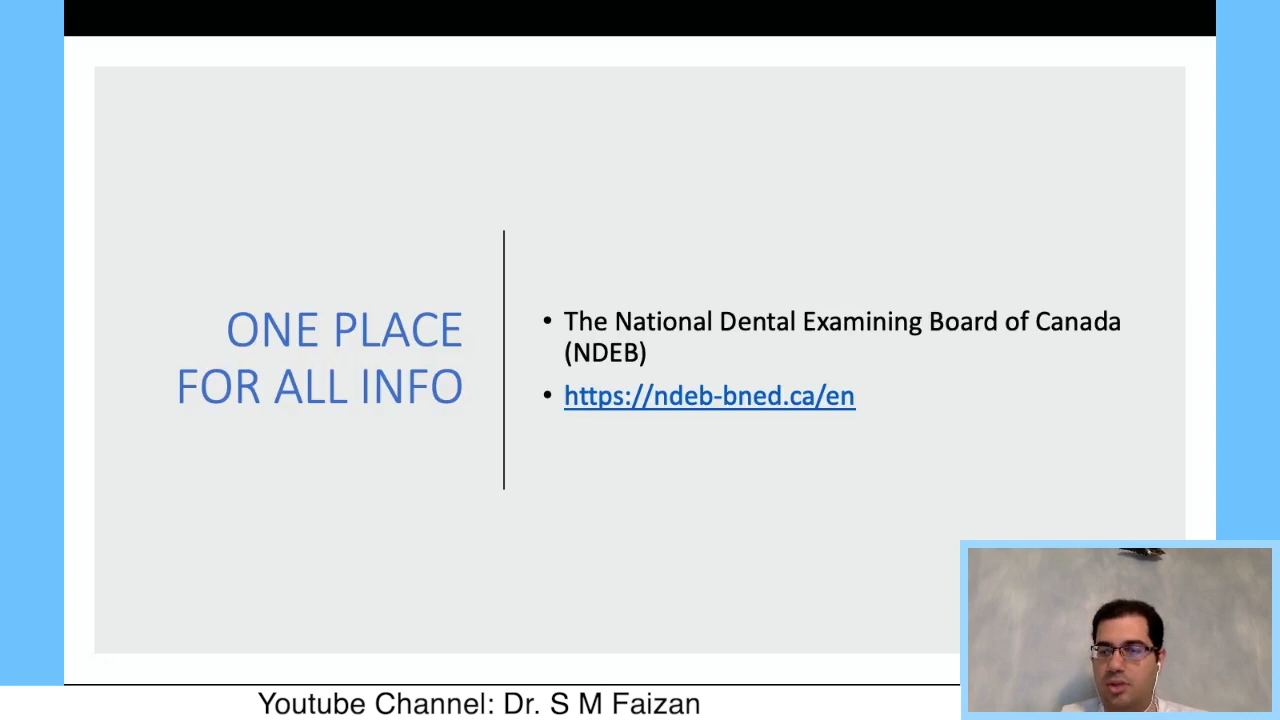 ONE PLACE
FOR ALL INFO
• The National Dental Examining Board of Canada
(NDEB)
• https://ndeb-bned.ca/en
Youtube Channel: Dr. S M Faizan